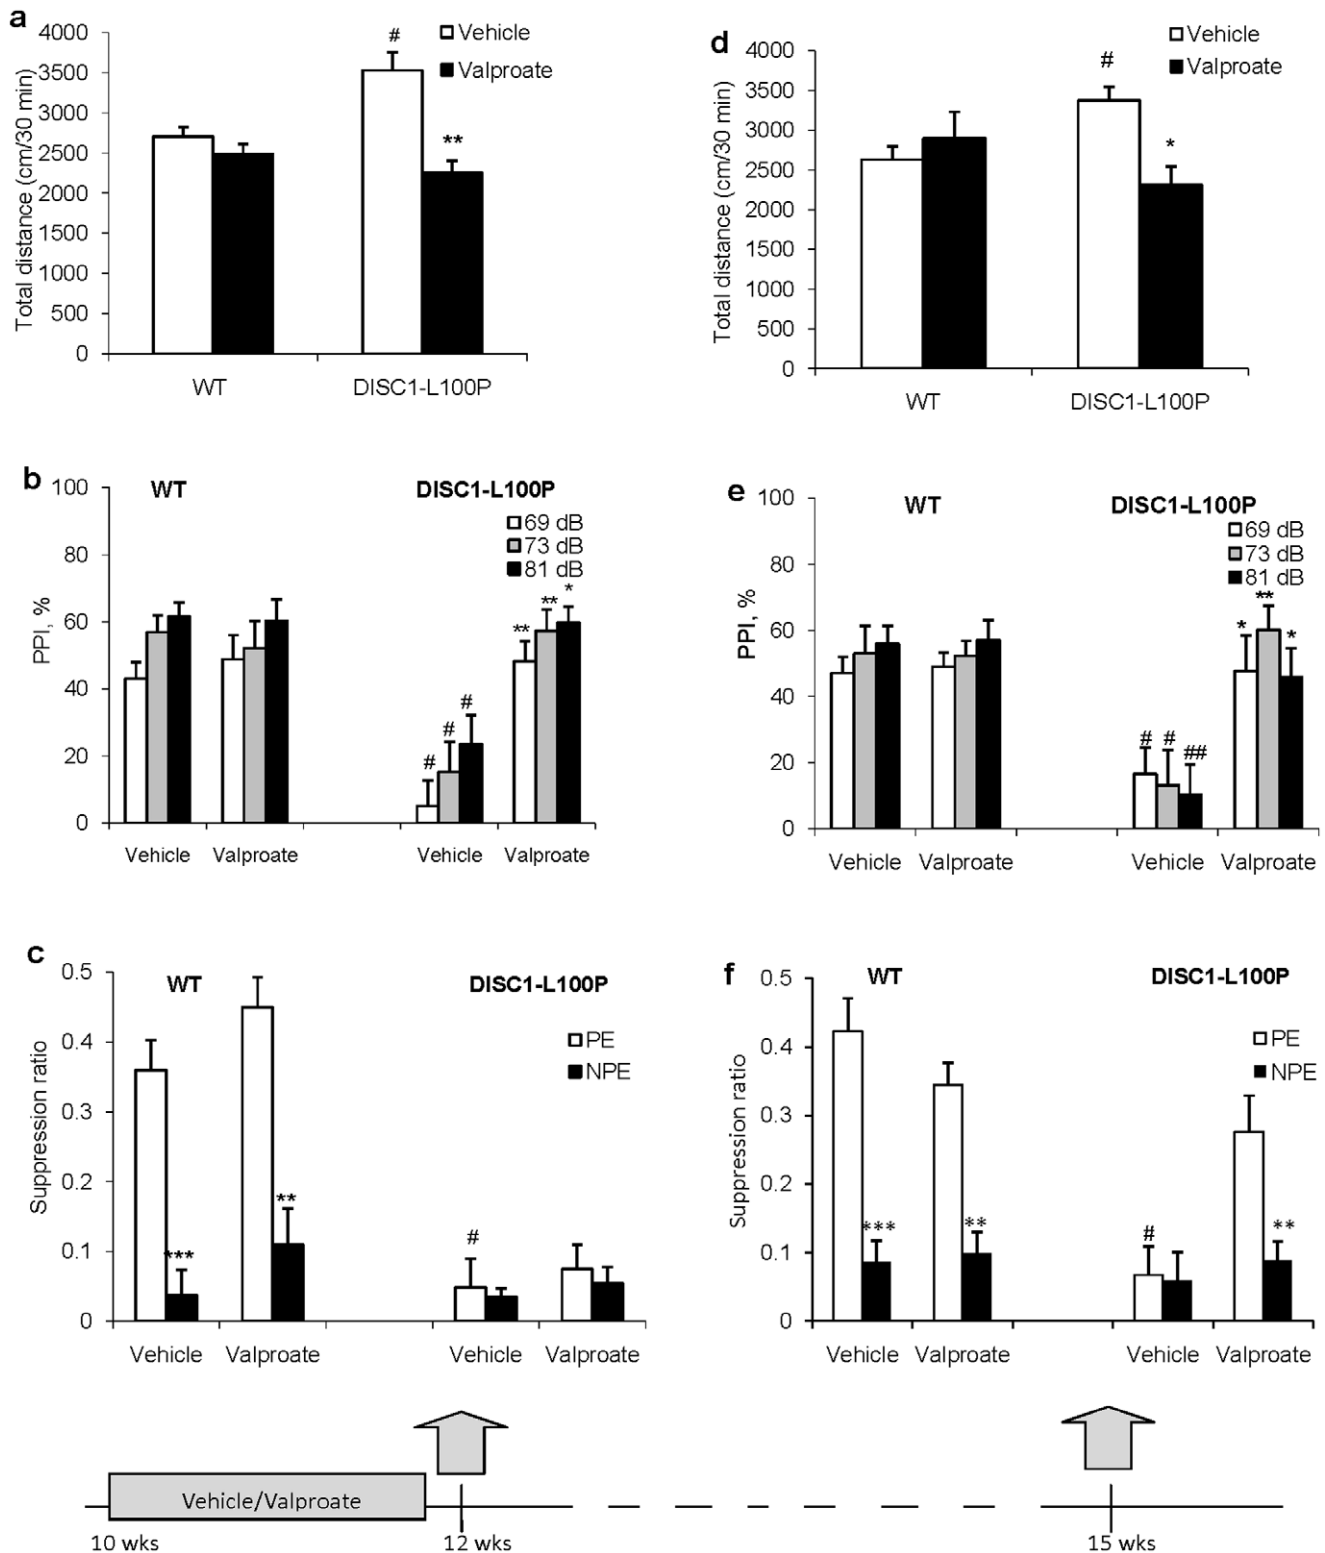 a
Total distance (cm/30 min)
4000
3500
3000
2500
2000
1500
1000
500
0
#
**
Vehicle
Valproate
WT
DISC1-L100P
d
Total distance (cm/30 min)
4000
3500
3000
2500
2000
1500
1000
500
0
#
*
Vehicle
Valproate
WT
DISC1-L100P
b
PPI, %
100
80
60
40
20
0
WT
DISC1-L100P
69 dB
73 dB
81 dB
# # #
** ** *
Vehicle Valproate Vehicle Valproate
e
PPI, %
100
80
60
40
20
0
WT
DISC1-L100P
69 dB
73 dB
81 dB
# # ##
* ** *
Vehicle Valproate Vehicle Valproate
c
Suppression ratio
0.5
0.4
0.3
0.2
0.1
0
WT
DISC1-L100P
PE
NPE
*** ** #
Vehicle Valproate Vehicle Valproate
f
Suppression ratio
0.5
0.4
0.3
0.2
0.1
0
WT
DISC1-L100P
PE
NPE
*** ** # **
Vehicle Valproate Vehicle Valproate
Vehicle/Valproate
10 wks 12 wks 15 wks